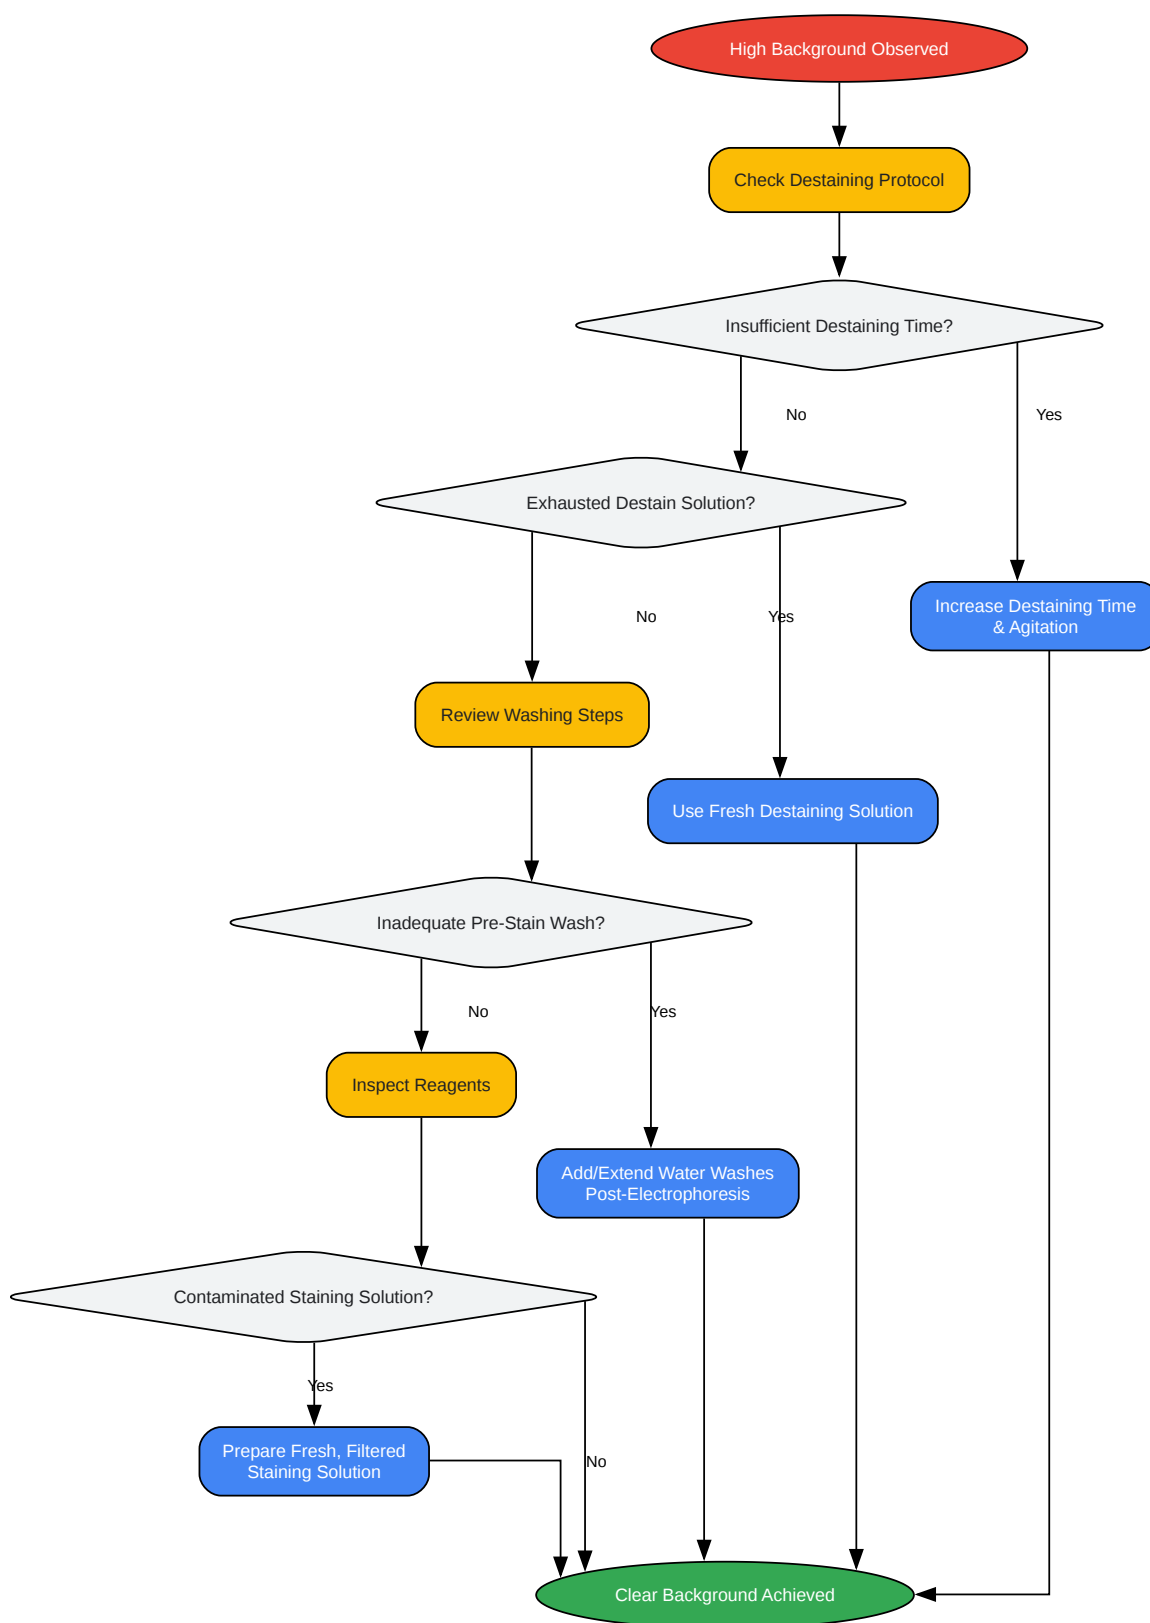 High Background Observed
Check Destaining Protocol
Insufficient Destaining Time?
No
Yes
Exhausted Destain Solution?
Increase Destaining Time
& Agitation
No
Yes
Review Washing Steps
Use Fresh Destaining Solution
Inadequate Pre-Stain Wash?
No
Yes
Inspect Reagents
Add/Extend Water Washes
Post-Electrophoresis
Contaminated Staining Solution?
Yes
Prepare Fresh, Filtered
Staining Solution
No
Clear Background Achieved